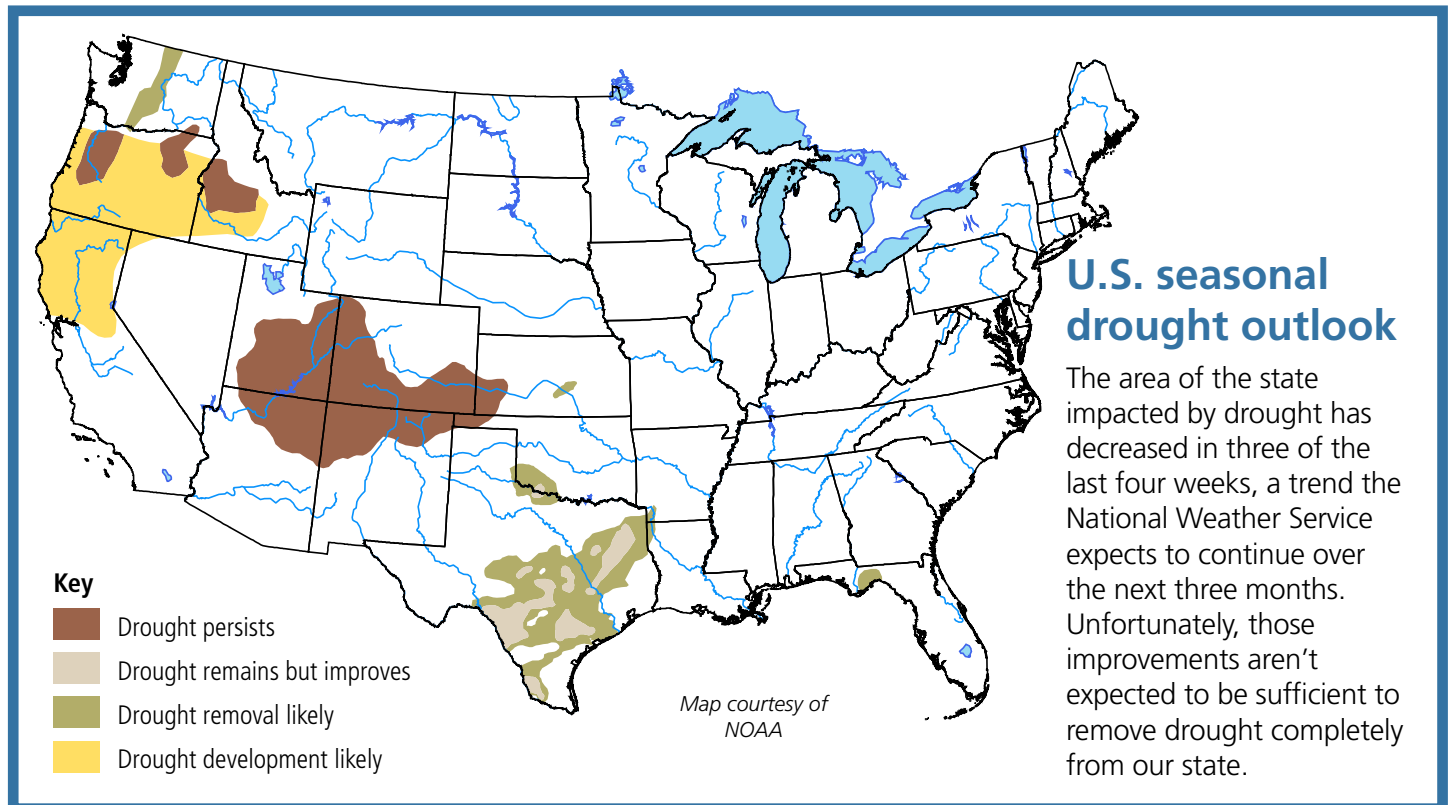 U.S. seasonal
drought outlook
The area of the state
impacted by drought has
decreased in three of the
last four weeks, a trend the
National Weather Service
expects to continue over
the next three months.
Unfortunately, those
improvements aren’t
expected to be sufficient to
remove drought completely
from our state.
Key
Drought persists
Drought remains but improves
Drought removal likely
Drought development likely
Map courtesy of
NOAA